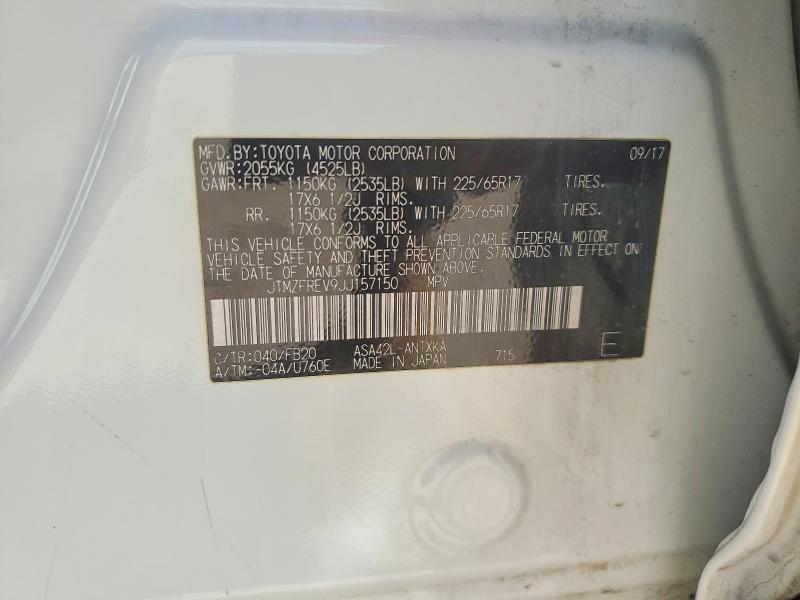 MFD.BY:TOYOTA MOTOR CORPORATION 09/17
GVWR:2055KG (4525LB)
GAWR:FRT. 1150KG (2535LB) WITH 225/65R17 TIRES.
17X6 1/2J RIMS.
RR. 1150KG (2535LB) WITH 225/65R17 TIRES.
17X6 1/2J RIMS.
THIS VEHICLE CONFORMS TO ALL APPLICABLE FEDERAL MOTOR
VEHICLE SAFETY AND THEFT PREVENTION STANDARDS IN EFFECT ON
THE DATE OF MANUFACTURE SHOWN ABOVE.
JTMZFREV9JJ157150 MPV
C/TR:040/FB20 ASA42L-ANTXKA 715 E
A/TM:-04A/U760E MADE IN JAPAN